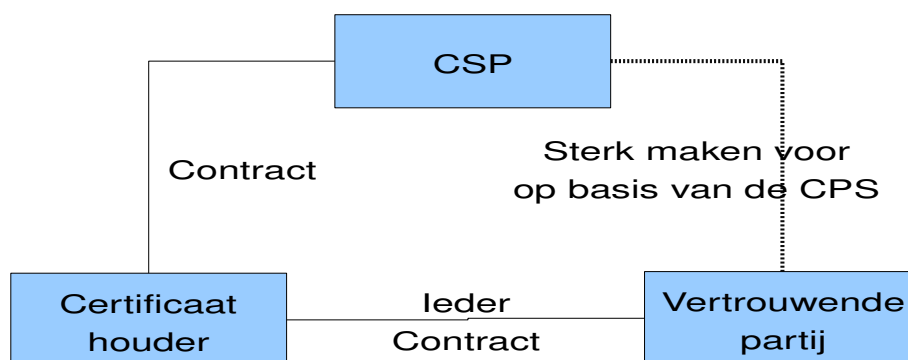 CSP
Contract
Sterk maken voor
op basis van de CPS
Certificaat
houder
Ieder
Contract
Vertrouwende
partij